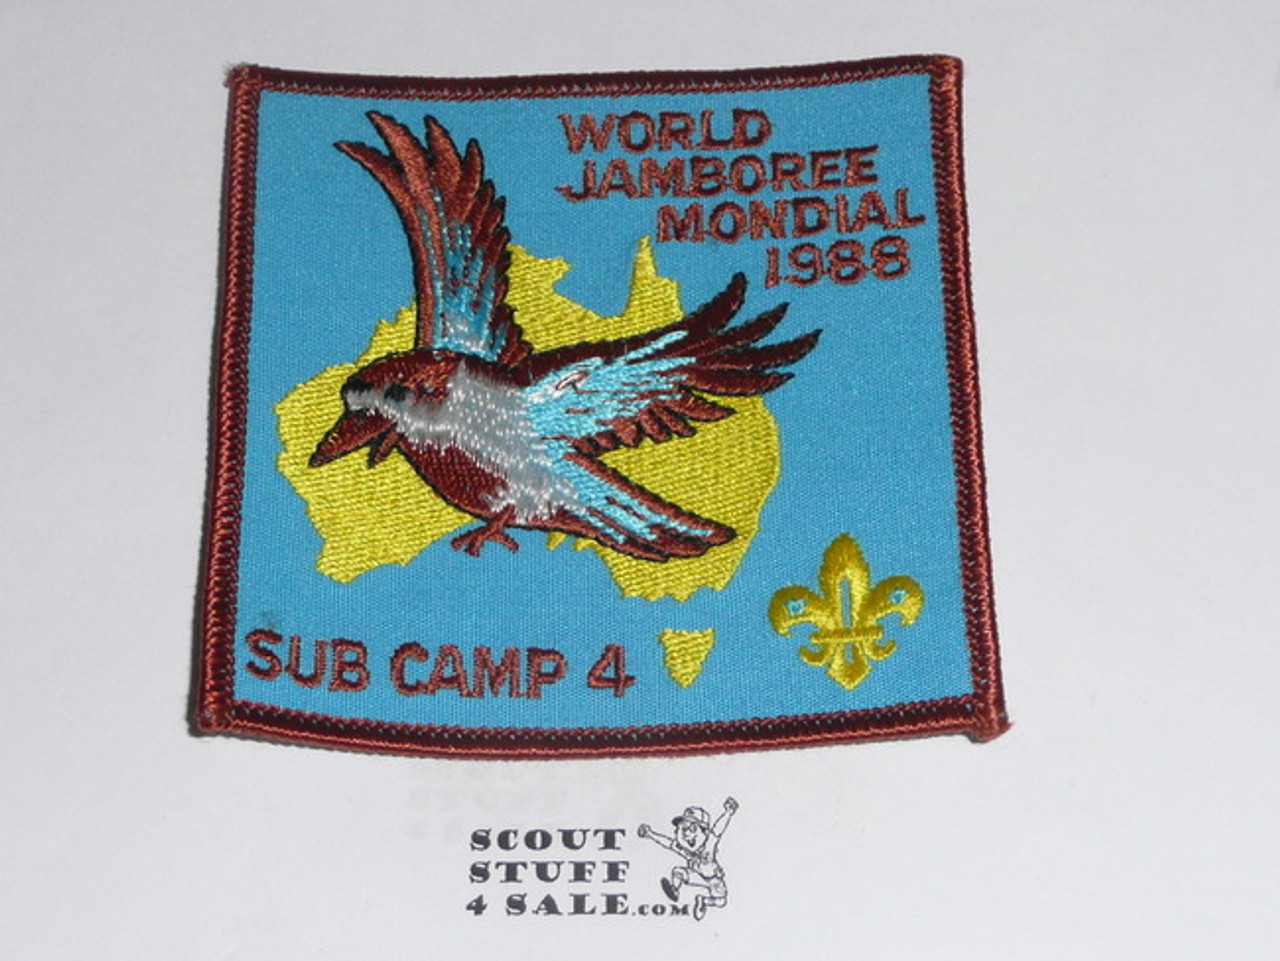 WORLD
JAMBOREE
MONDIAL
1988
SUB CAMP 4
SCOUT
STUFF
4 SALE.COM